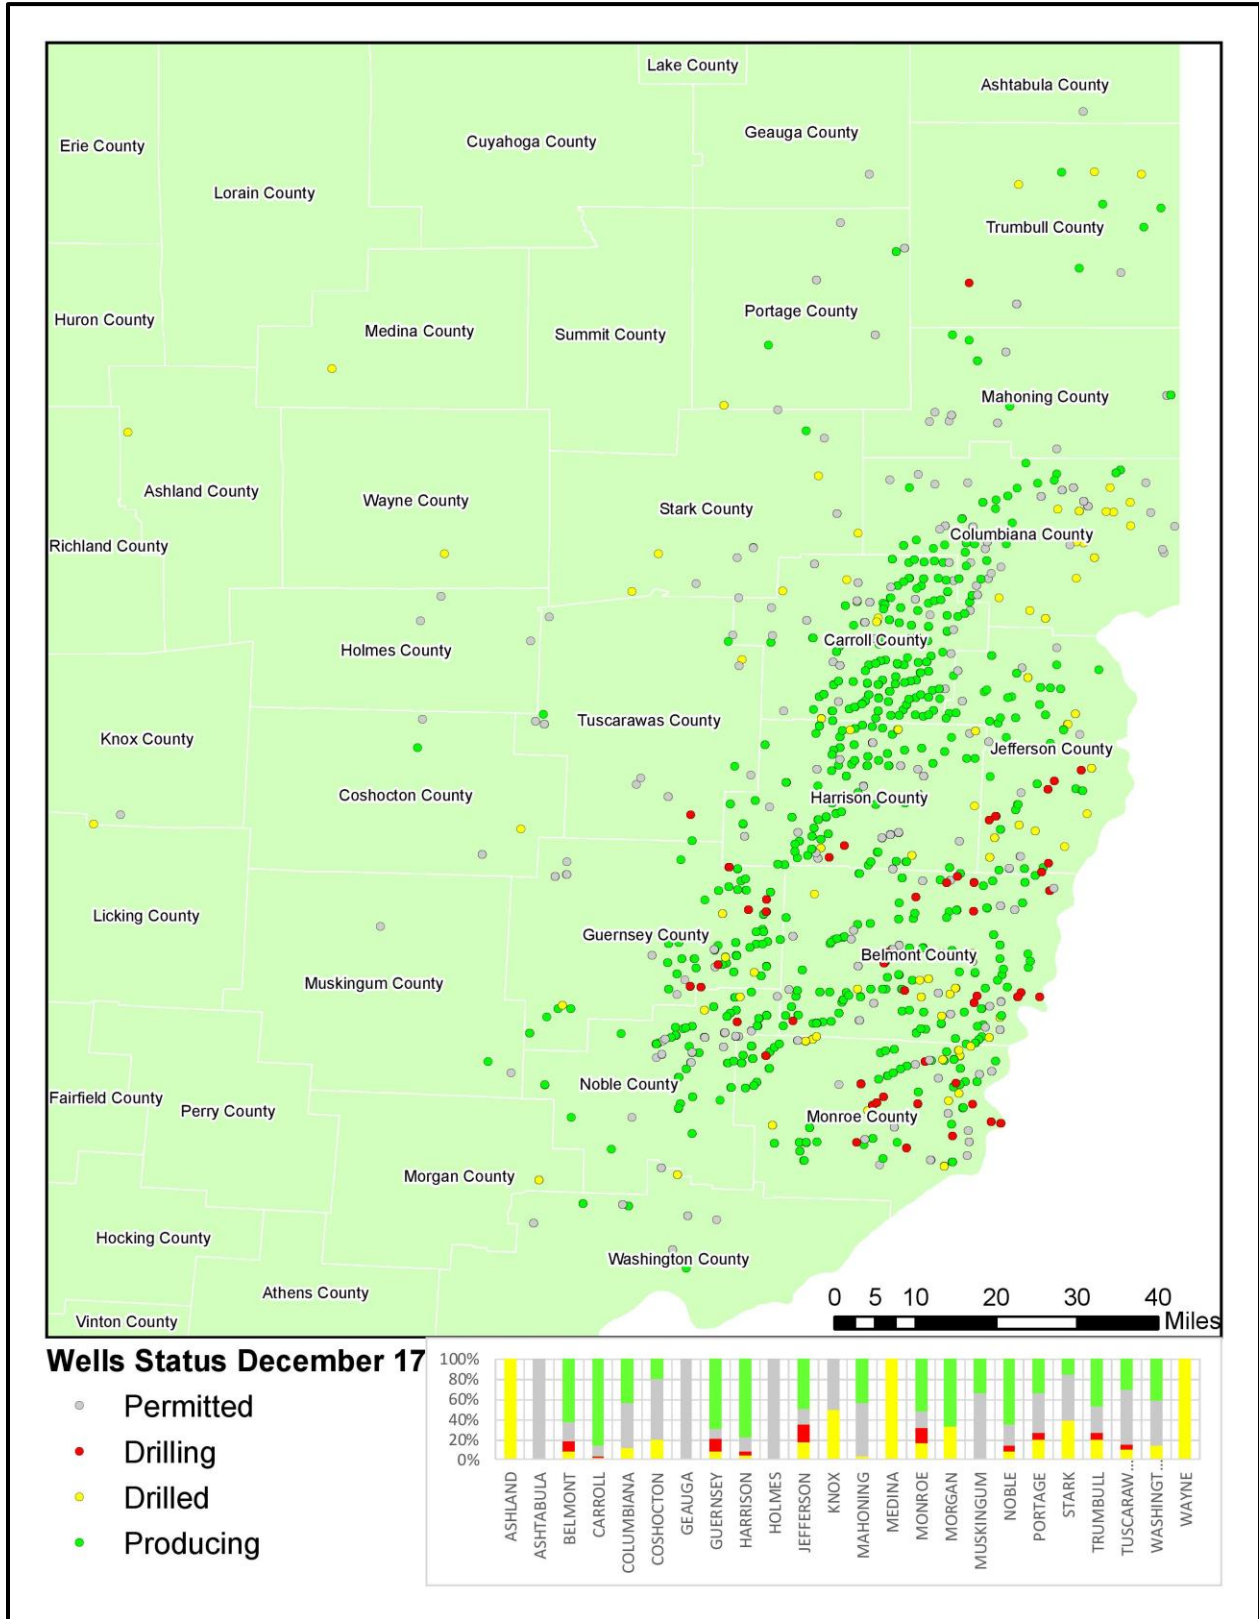 Lake County
Ashtabula County
Geauga County
Cuyahoga County
Erie County
Lorain County
Trumbull County
Portage County
Huron County
Medina County
Summit County
Mahoning County
Ashland County
Wayne County
Stark County
Columbiana County
Richland County
Carroll County
Holmes County
Tuscarawas County
Knox County
Jefferson County
Coshocton County
Harrison County
Licking County
Guernsey County
Belmont County
Muskingum County
Noble County
Fairfield County
Perry County
Monroe County
Morgan County
Hocking County
Washington County
Athens County
Vinton County
0 5 10 20 30 40
Miles
Wells Status December 17
Permitted
Drilling
Drilled
Producing
100%
80%
60%
40%
20%
0%
ASHLAND
ASHTABULA
BELMONT
CARROLL
COLUMBIANA
COSHOCTON
GEAUGA
GUERNSEY
HARRISON
HOLMES
JEFFERSON
KNOX
MAHONING
MEDINA
MONROE
MORGAN
MUSKINGUM
NOBLE
PORTAGE
STARK
TRUMBULL
TUSCARAW...
WASHINGT...
WAYNE